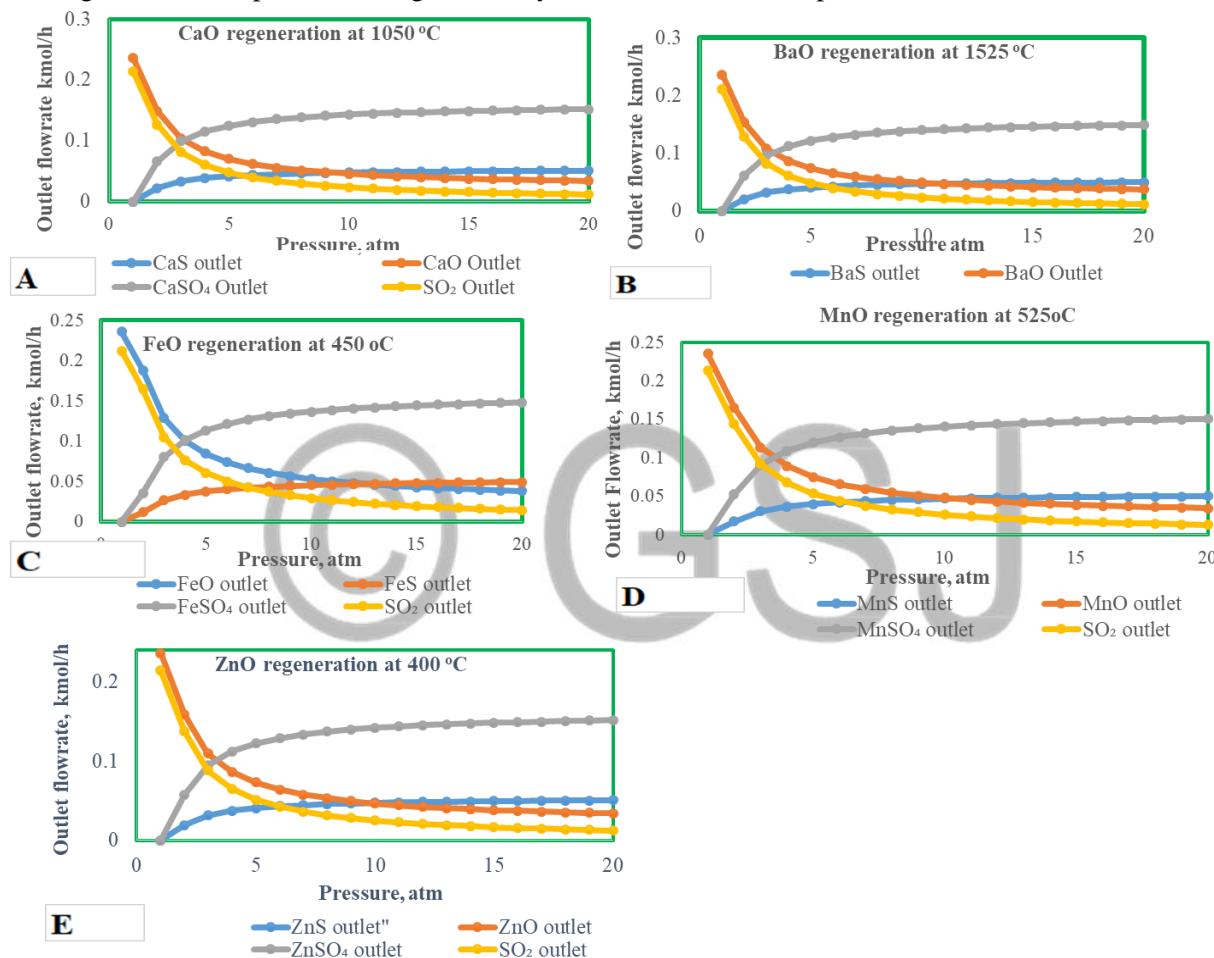 CaO regeneration at 1050 ᵒC
Outlet flowrate kmol/h
0.3
0.2
0.1
0
0 5 10 15 20
Pressure, atm
CaS outlet CaO Outlet
CaSO₄ Outlet SO₂ Outlet
A
BaO regeneration at 1525 ᵒC
Outlet flowrate kmol/h
0.3
0.2
0.1
0
0 5 10 15 20
Pressure atm
BaS outlet BaO Outlet
B
FeO regeneration at 450 oC
Outlet flowrate, kmol/h
0.25
0.2
0.15
0.1
0.05
0
0 5 10 15 20
Pressure, atm
FeO outlet FeS outlet
FeSO₄ outlet SO₂ outlet
C
MnO regeneration at 525oC
Outlet Flowrate, kmol/h
0.25
0.2
0.15
0.1
0.05
0
0 5 10 15 20
Pressure, atm
MnS outlet MnO outlet
MnSO₄ outlet SO₂ outlet
D
© GSJ
ZnO regeneration at 400 ᵒC
Outlet flowrate, kmol/h
0.2
0.1
0
0 5 10 15 20
Pressure, atm
ZnS outlet" ZnO outlet
ZnSO₄ outlet SO₂ outlet
E